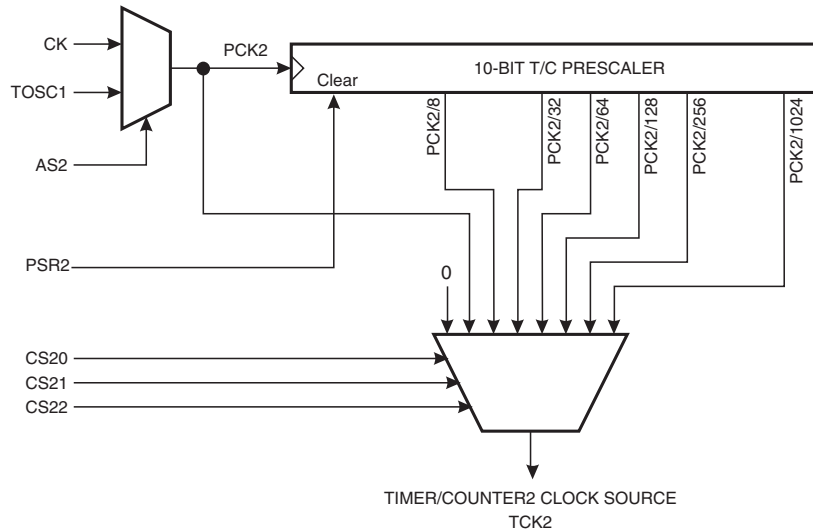 CK
PCK2
10-BIT T/C PRESCALER
TOSC1
Clear
PCK2/8
PCK2/32
PCK2/64
PCK2/128
PCK2/256
PCK2/1024
AS2
PSR2
0
CS20
CS21
CS22
TIMER/COUNTER2 CLOCK SOURCE
TCK2